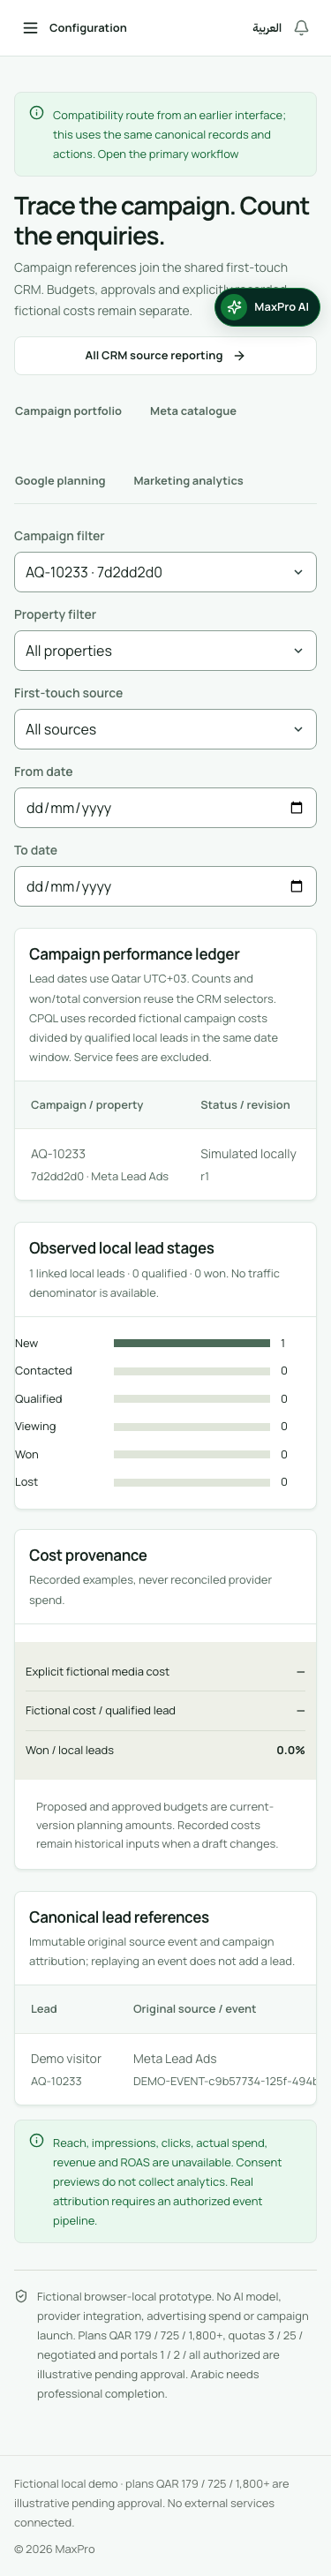 Configuration
العربية
Compatibility route from an earlier interface;
this uses the same canonical records and
actions. Open the primary workflow
Trace the campaign. Count
the enquiries.
Campaign references join the shared first-touch
CRM. Budgets, approvals and explicitly recorded
fictional costs remain separate.
MaxPro AI
All CRM source reporting
Campaign portfolio
Meta catalogue
Google planning
Marketing analytics
Campaign filter
AQ-10233 · 7d2dd2d0
Property filter
All properties
First-touch source
All sources
From date
dd/mm/yyyy
To date
dd/mm/yyyy
Campaign performance ledger
Lead dates use Qatar UTC+03. Counts and
won/total conversion reuse the CRM selectors.
CPQL uses recorded fictional campaign costs
divided by qualified local leads in the same date
window. Service fees are excluded.
Campaign / property
Status / revision
AQ-10233
Simulated locally
7d2dd2d0 · Meta Lead Ads
r1
Observed local lead stages
1 linked local leads · 0 qualified · 0 won. No traffic
denominator is available.
New 1
Contacted 0
Qualified 0
Viewing 0
Won 0
Lost 0
Cost provenance
Recorded examples, never reconciled provider
spend.
Explicit fictional media cost —
Fictional cost / qualified lead —
Won / local leads 0.0%
Proposed and approved budgets are current-
version planning amounts. Recorded costs
remain historical inputs when a draft changes.
Canonical lead references
Immutable original source event and campaign
attribution; replaying an event does not add a lead.
Lead
Original source / event
Demo visitor
Meta Lead Ads
AQ-10233
DEMO-EVENT-c9b57734-125f-494b
Reach, impressions, clicks, actual spend,
revenue and ROAS are unavailable. Consent
previews do not collect analytics. Real
attribution requires an authorized event
pipeline.
Fictional browser-local prototype. No AI model,
provider integration, advertising spend or campaign
launch. Plans QAR 179 / 725 / 1,800+, quotas 3 / 25 /
negotiated and portals 1 / 2 / all authorized are
illustrative pending approval. Arabic needs
professional completion.
Fictional local demo · plans QAR 179 / 725 / 1,800+ are
illustrative pending approval. No external services
connected.
© 2026 MaxPro